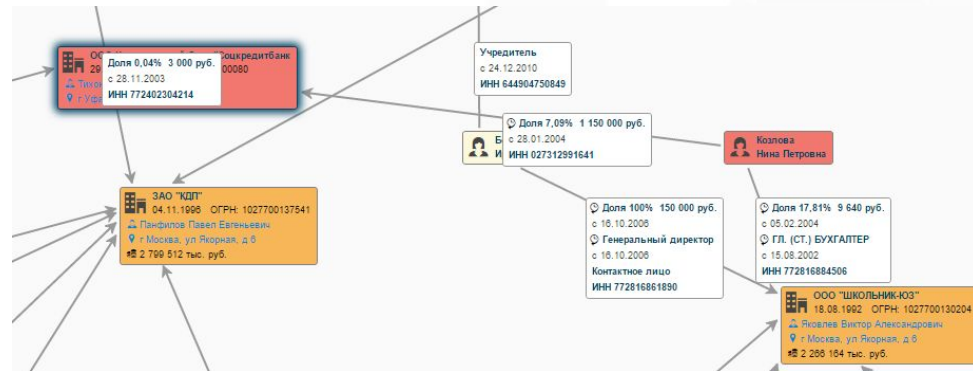 Соцкредитбанк
Доля 0,04% 3 000 руб.
с 28.11.2003
ИНН 772402304214
29
00080
Учредитель
с 24.12.2010
ИНН 644904750849
Доля 7,09% 1 150 000 руб.
с 28.01.2004
ИНН 027312991641
Козлова
Нина Петровна
ЗАО "КДП"
04.11.1996 ОГРН: 1027700137541
Панфилов Павел Евгеньевич
г Москва, ул Якорная, д 6
2 799 512 тыс. руб.
Доля 100% 150 000 руб.
с 16.10.2006
Генеральный директор
с 16.10.2006
Контактное лицо
ИНН 772816861890
Доля 17,81% 9 640 руб.
с 05.02.2004
ГЛ. (СТ.) БУХГАЛТЕР
с 15.08.2002
ИНН 772816884506
ООО "ШКОЛЬНИК-ЮЗ"
18.08.1992 ОГРН: 1027700130204
Яковлев Виктор Александрович
г Москва, ул Якорная, д 6
2 266 164 тыс. руб.